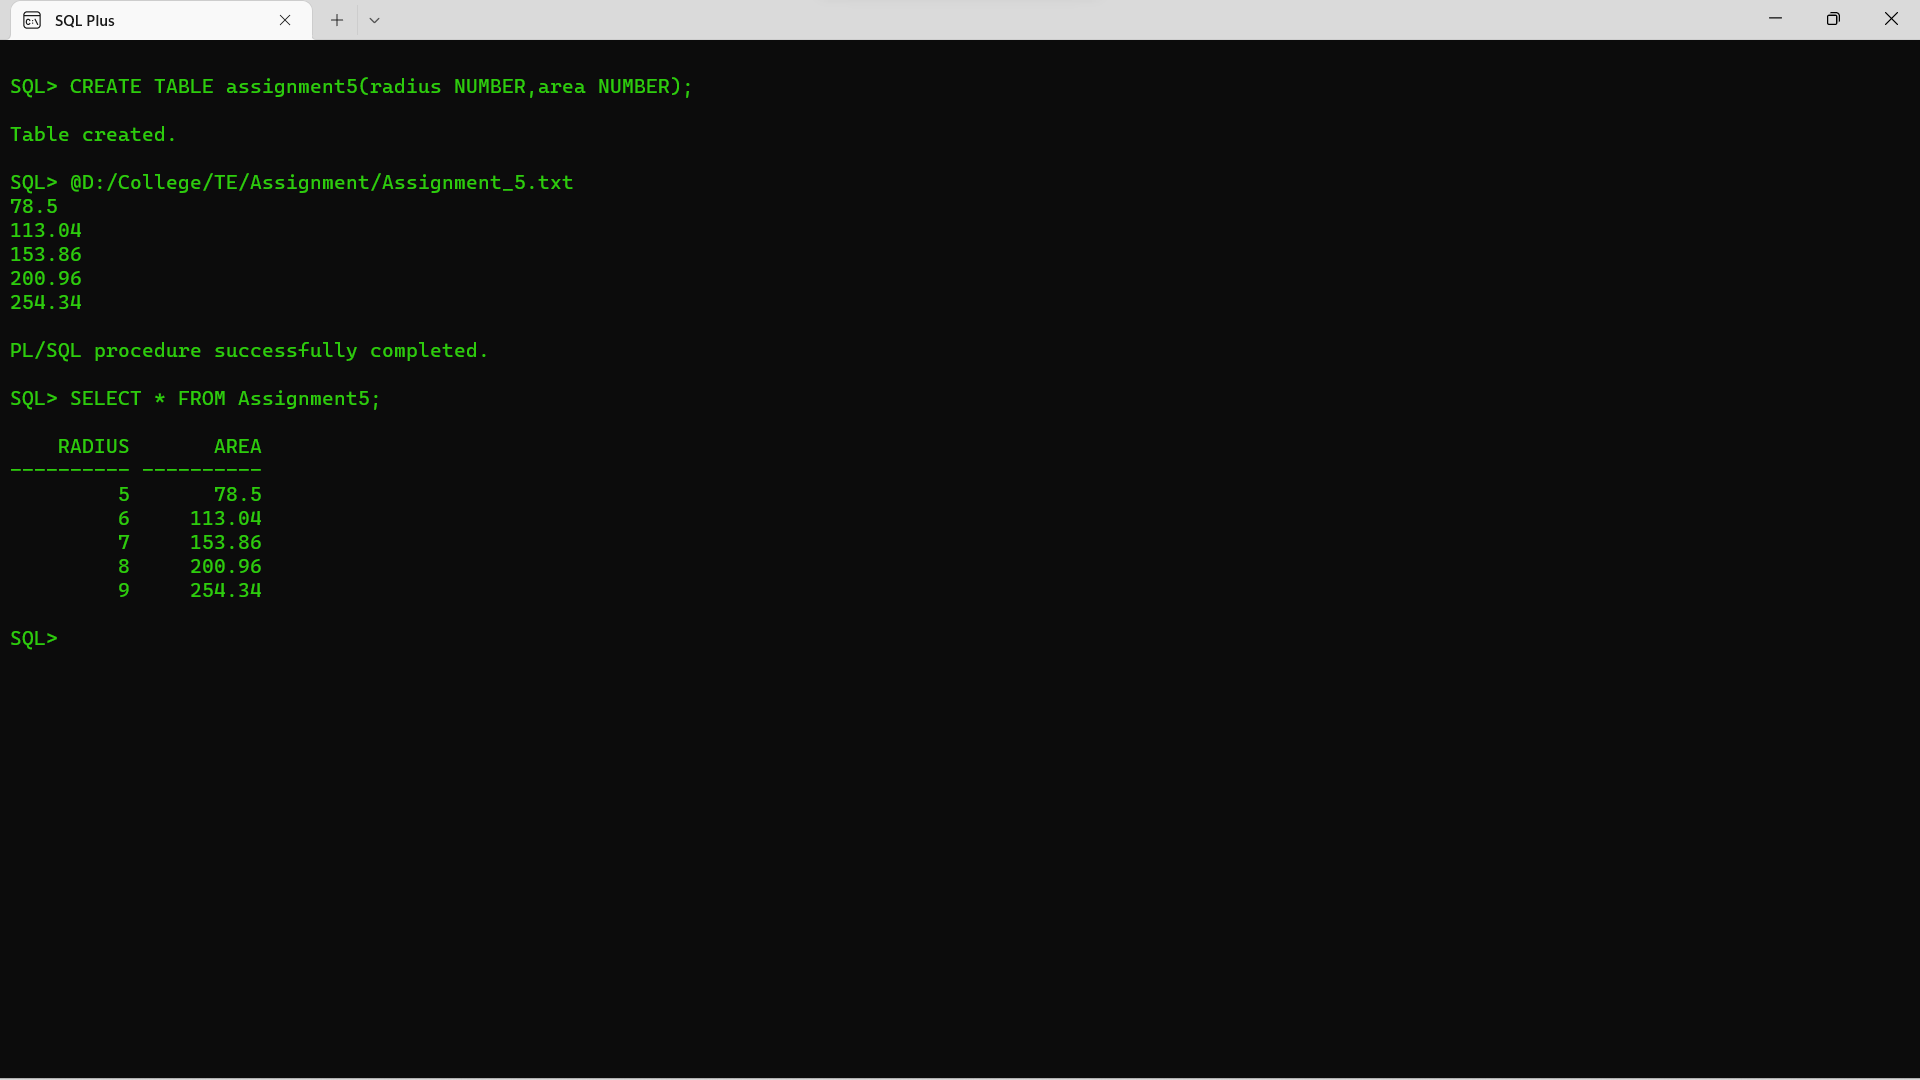 SQL Plus
SQL> CREATE TABLE assignment5(radius NUMBER,area NUMBER);
Table created.
SQL> @D:/College/TE/Assignment/Assignment_5.txt
78.5
113.04
153.86
200.96
254.34
PL/SQL procedure successfully completed.
SQL> SELECT * FROM Assignment5;
    RADIUS       AREA
---------- ----------
         5       78.5
         6     113.04
         7     153.86
         8     200.96
         9     254.34
SQL>